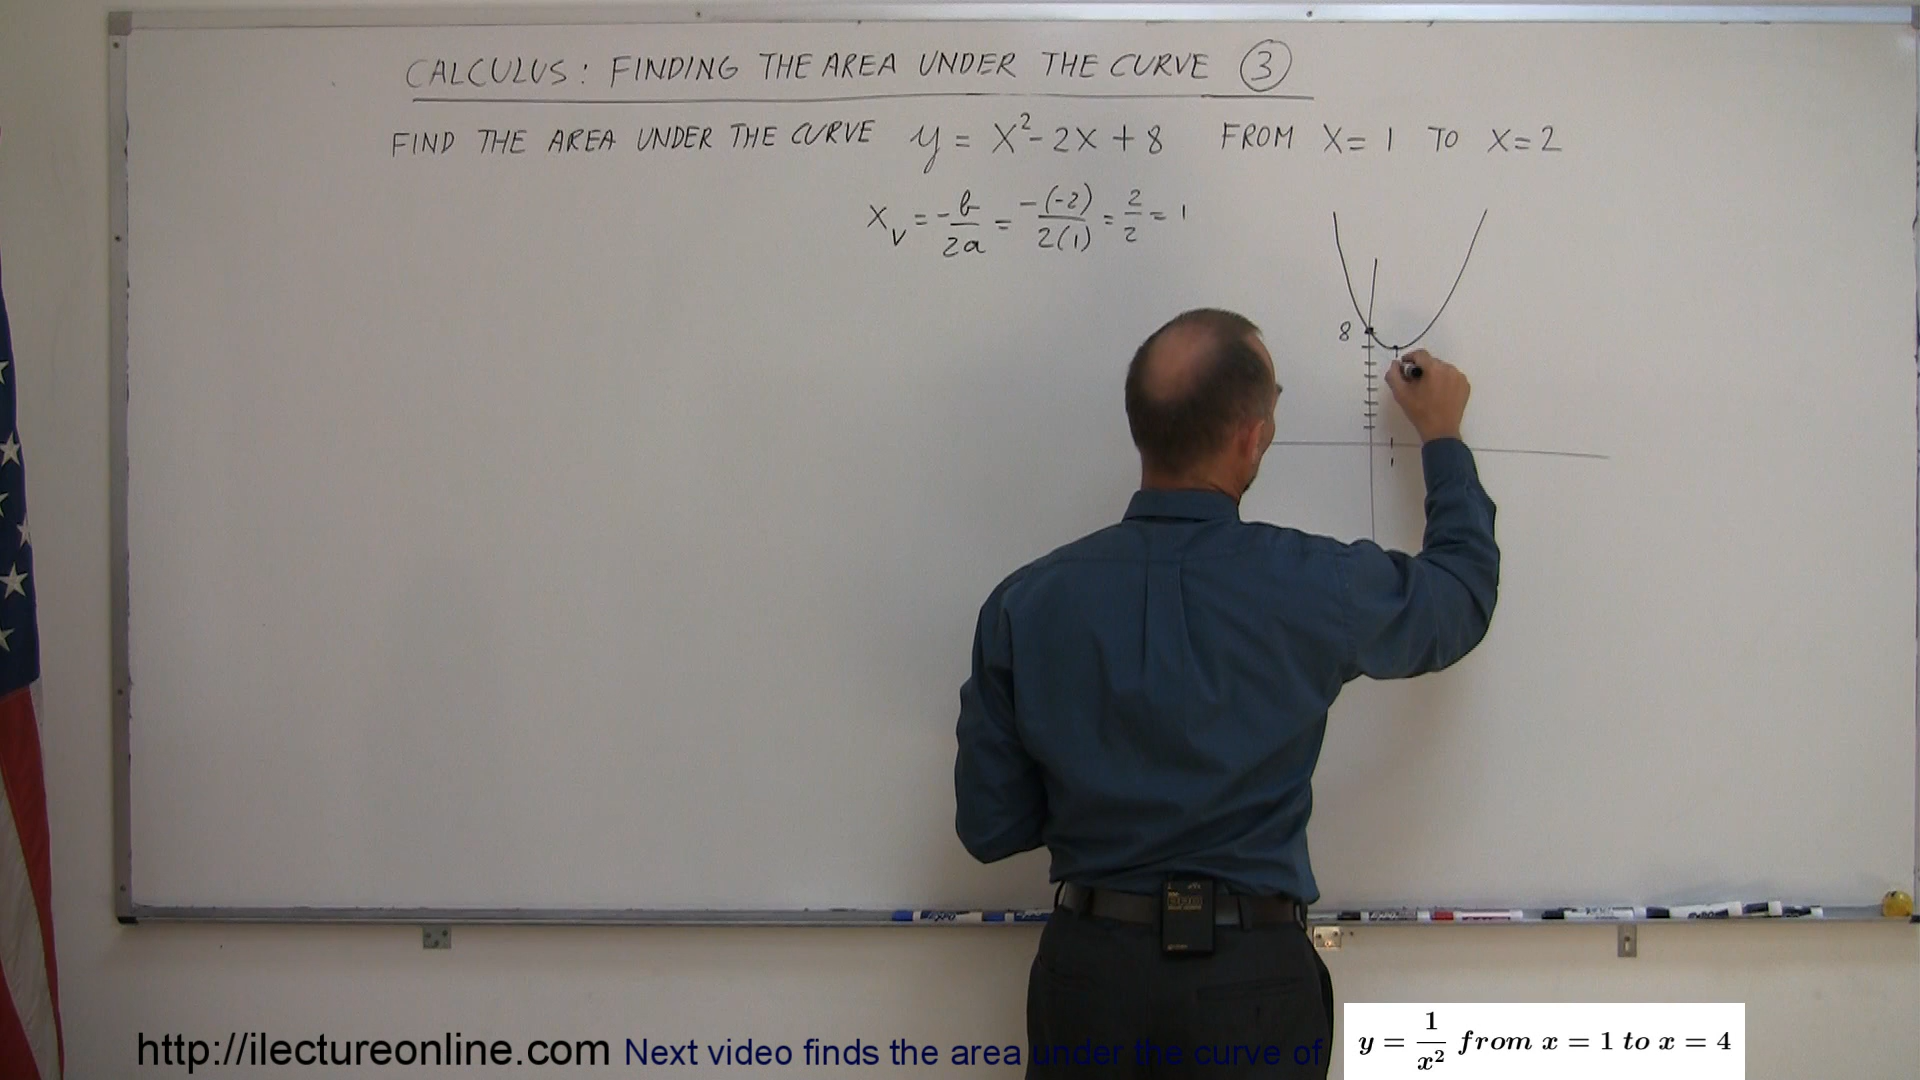 CALCULUS: FINDING THE AREA UNDER THE CURVE 3
FIND THE AREA UNDER THE CURVE y = x² - 2x + 8 FROM X = 1 TO X = 2
X_V = -b/2a = -(-2)/2(1) = 2/2 = 1
8
1
http://ilectureonline.com Next video finds the area under the curve of y = 1/x² from x = 1 to x = 4